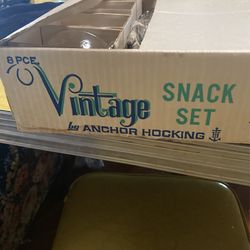 8 PCE.
Vintage
SNACK
SET
by ANCHOR HOCKING